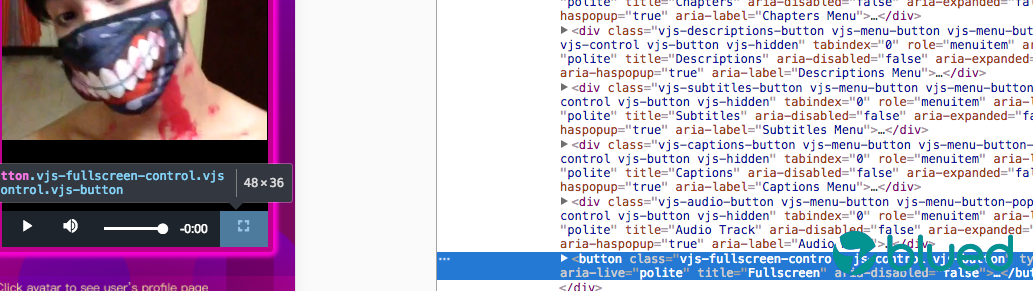 "polite" title="Chapters" aria-disabled="false" aria-expanded=
haspopup="true" aria-label="Chapters Menu">…</div>
▶<div class="vjs-descriptions-button vjs-menu-button vjs-menu-but
vjs-control vjs-button vjs-hidden" tabindex="0" role="menuitem" a
"polite" title="Descriptions" aria-disabled="false" aria-expanded
aria-haspopup="true" aria-label="Descriptions Menu">…</div>
▶<div class="vjs-subtitles-button vjs-menu-button vjs-menu-button
control vjs-button vjs-hidden" tabindex="0" role="menuitem" aria-
"polite" title="Subtitles" aria-disabled="false" aria-expanded="f
haspopup="true" aria-label="Subtitles Menu">…</div>
▶<div class="vjs-captions-button vjs-menu-button vjs-menu-button-
control vjs-button vjs-hidden" tabindex="0" role="menuitem" aria-
"polite" title="Captions" aria-disabled="false" aria-expanded="fa
haspopup="true" aria-label="Captions Menu">…</div>
▶<div class="vjs-audio-button vjs-menu-button vjs-menu-button-pop
control vjs-button vjs-hidden" tabindex="0" role="menuitem" aria-
"polite" title="Audio Track" aria-disabled="false" aria-expanded=
haspopup="true" aria-label="Audio
▶<button class="vjs-fullscreen-control vjs-control vjs-button" ty
aria-live="polite" title="Fullscreen" aria-disabled="false">…</bu
</div>
blued
tton.vjs-fullscreen-control.vjs
ontrol.vjs-button
48×36
-0:00
Click avatar to see user's profile page